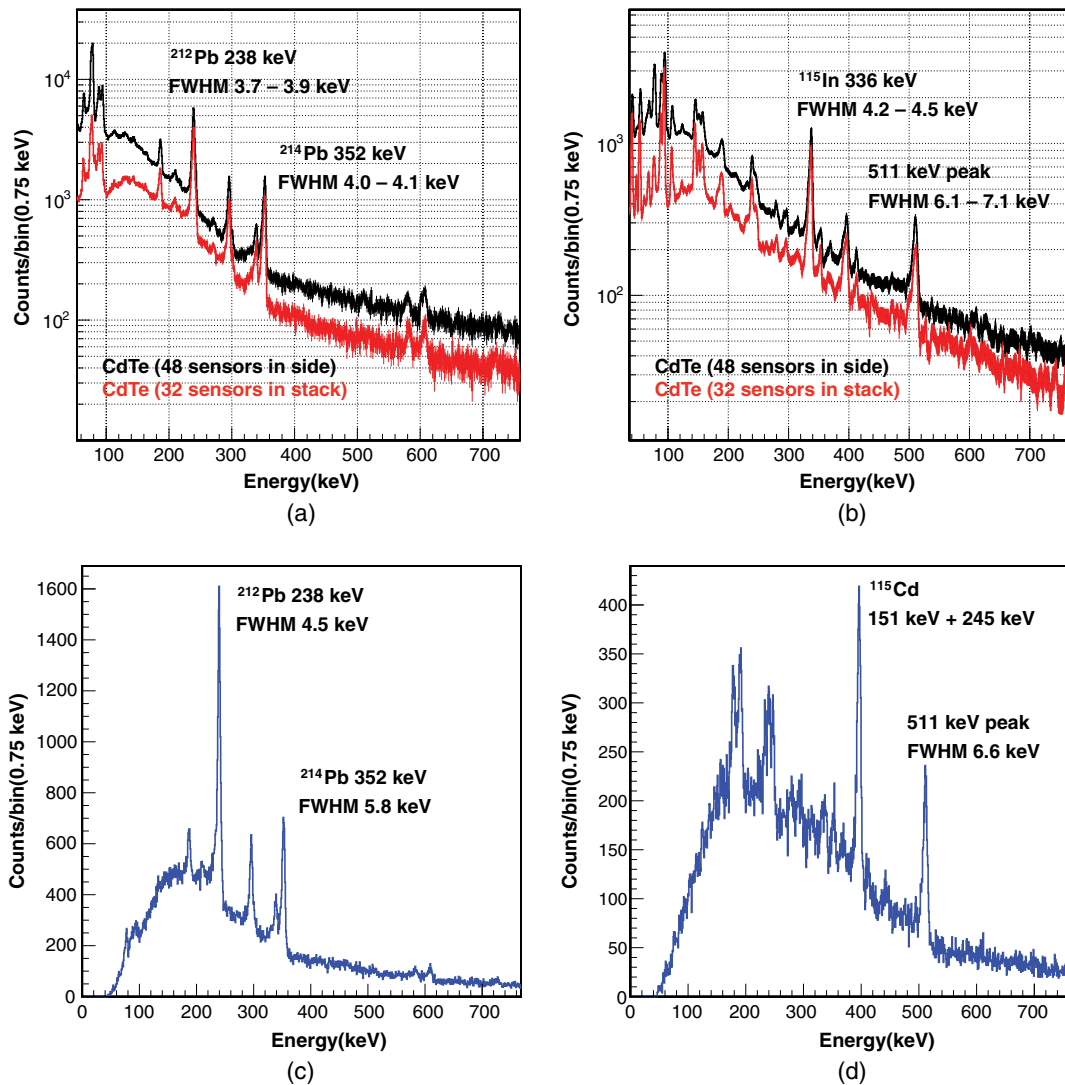 ²¹²Pb 238 keV
FWHM 3.7 – 3.9 keV
²¹⁴Pb 352 keV
FWHM 4.0 – 4.1 keV
CdTe (48 sensors in side)
CdTe (32 sensors in stack)
Counts/bin(0.75 keV)
10⁴
10³
10²
100 200 300 400 500 600 700
Energy(keV)
(a)
¹¹⁵In 336 keV
FWHM 4.2 – 4.5 keV
511 keV peak
FWHM 6.1 – 7.1 keV
CdTe (48 sensors in side)
CdTe (32 sensors in stack)
Counts/bin(0.75 keV)
10³
10²
100 200 300 400 500 600 700
Energy(keV)
(b)
²¹²Pb 238 keV
FWHM 4.5 keV
²¹⁴Pb 352 keV
FWHM 5.8 keV
Counts/bin(0.75 keV)
1600
1400
1200
1000
800
600
400
200
0
0 100 200 300 400 500 600 700
Energy(keV)
(c)
¹¹⁵Cd
151 keV + 245 keV
511 keV peak
FWHM 6.6 keV
Counts/bin(0.75 keV)
400
350
300
250
200
150
100
50
0
0 100 200 300 400 500 600 700
Energy(keV)
(d)